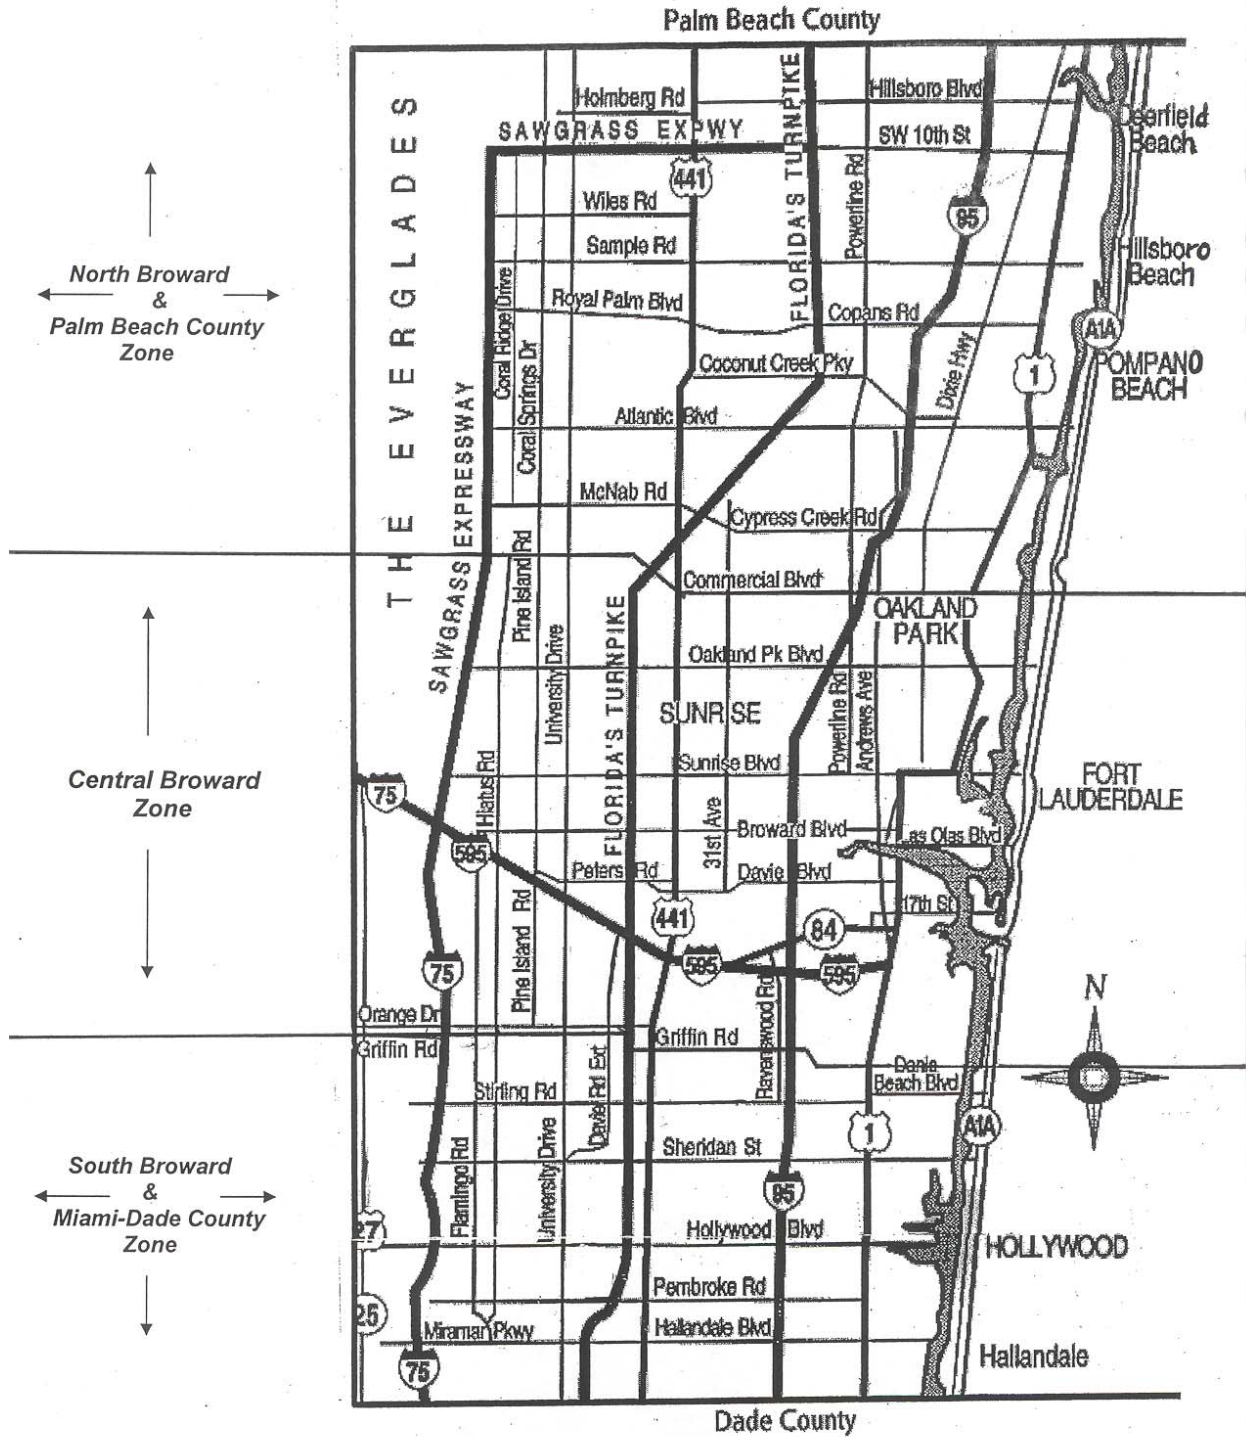 Palm Beach County
Holmberg Rd
Hillsboro Blvd
SAWGRASS EXPWY
FLORIDA'S TURNPIKE
SW 10th St
Deerfield
Beach
441
Powerline Rd
95
Wiles Rd
Sample Rd
Hillsboro
Beach
THE EVERGLADES
North Broward
&
Palm Beach County
Zone
Coral Ridge Drive
Royal Palm Blvd
Copans Rd
A1A
POMPANO
BEACH
Coral Springs Dr
Coconut Creek Pky
Dixie Hwy
1
Atlantic Blvd
SAWGRASS EXPRESSWAY
McNab Rd
Cypress Creek Rd
Pine Island Rd
Commercial Blvd
OAKLAND
PARK
FLORIDA'S TURNPIKE
University Drive
Oakland Pk Blvd
SUNRISE
Powerline Rd
Andrews Ave
Central Broward
Zone
Hiatus Rd
Sunrise Blvd
FORT
LAUDERDALE
75
31st Ave
Broward Blvd
Las Olas Blvd
595
Peters Rd
Davie Blvd
Pine Island Rd
441
17th St
84
75
595
595
Ravenswood Rd
N
Orange Dr
Griffin Rd
Griffin Rd
Dania
Beach Blvd
Davie Rd Ext
Stirling Rd
1
A1A
Flamingo Rd
University Drive
Sheridan St
South Broward
&
Miami-Dade County
Zone
95
27
Hollywood Blvd
HOLLYWOOD
Pembroke Rd
25
Miramar Pkwy
Hallandale Blvd
Hallandale
75
Dade County